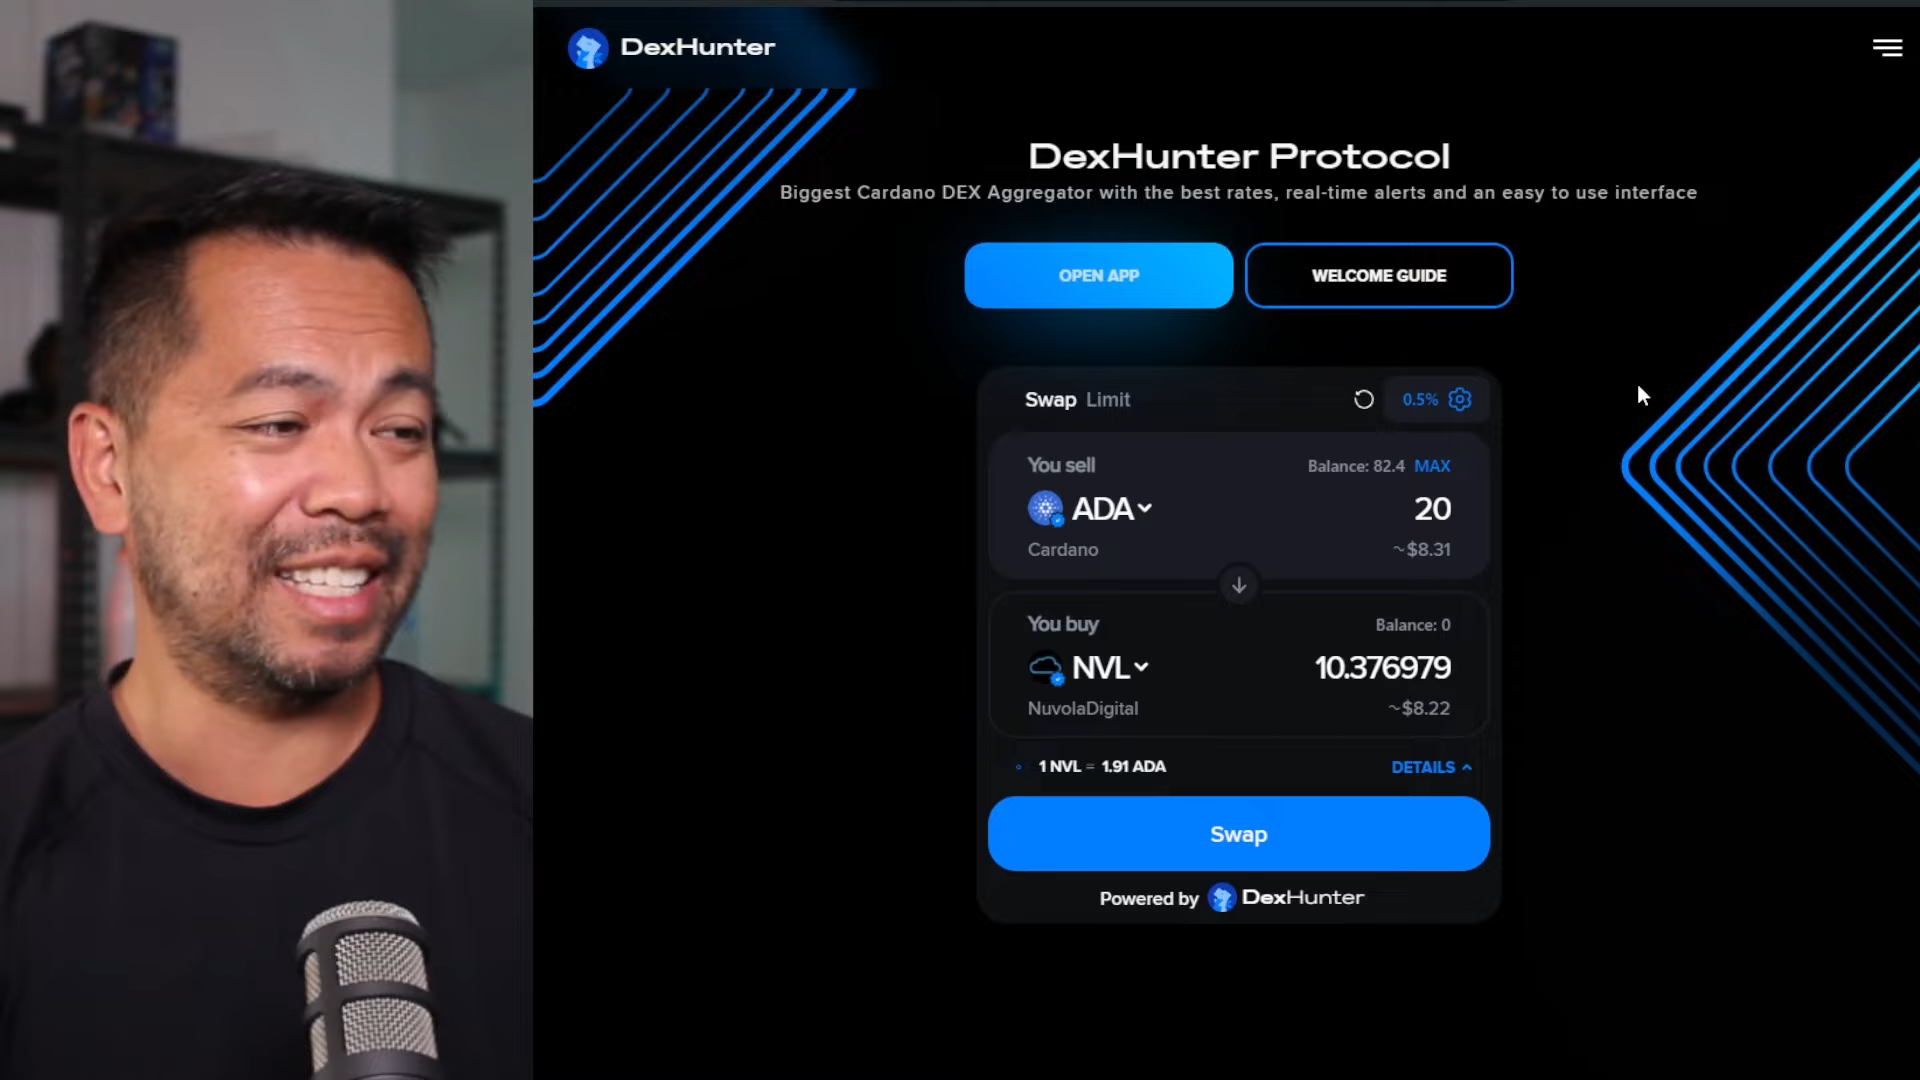 DexHunter
DexHunter Protocol
Biggest Cardano DEX Aggregator with the best rates, real-time alerts and an easy to use interface
OPEN APP
WELCOME GUIDE
Swap Limit
0.5%
You sell
Balance: 82.4 MAX
ADA
20
Cardano
~$8.31
You buy
Balance: 0
NVL
10.376979
NuvolaDigital
~$8.22
1 NVL = 1.91 ADA
DETAILS
Swap
Powered by DexHunter